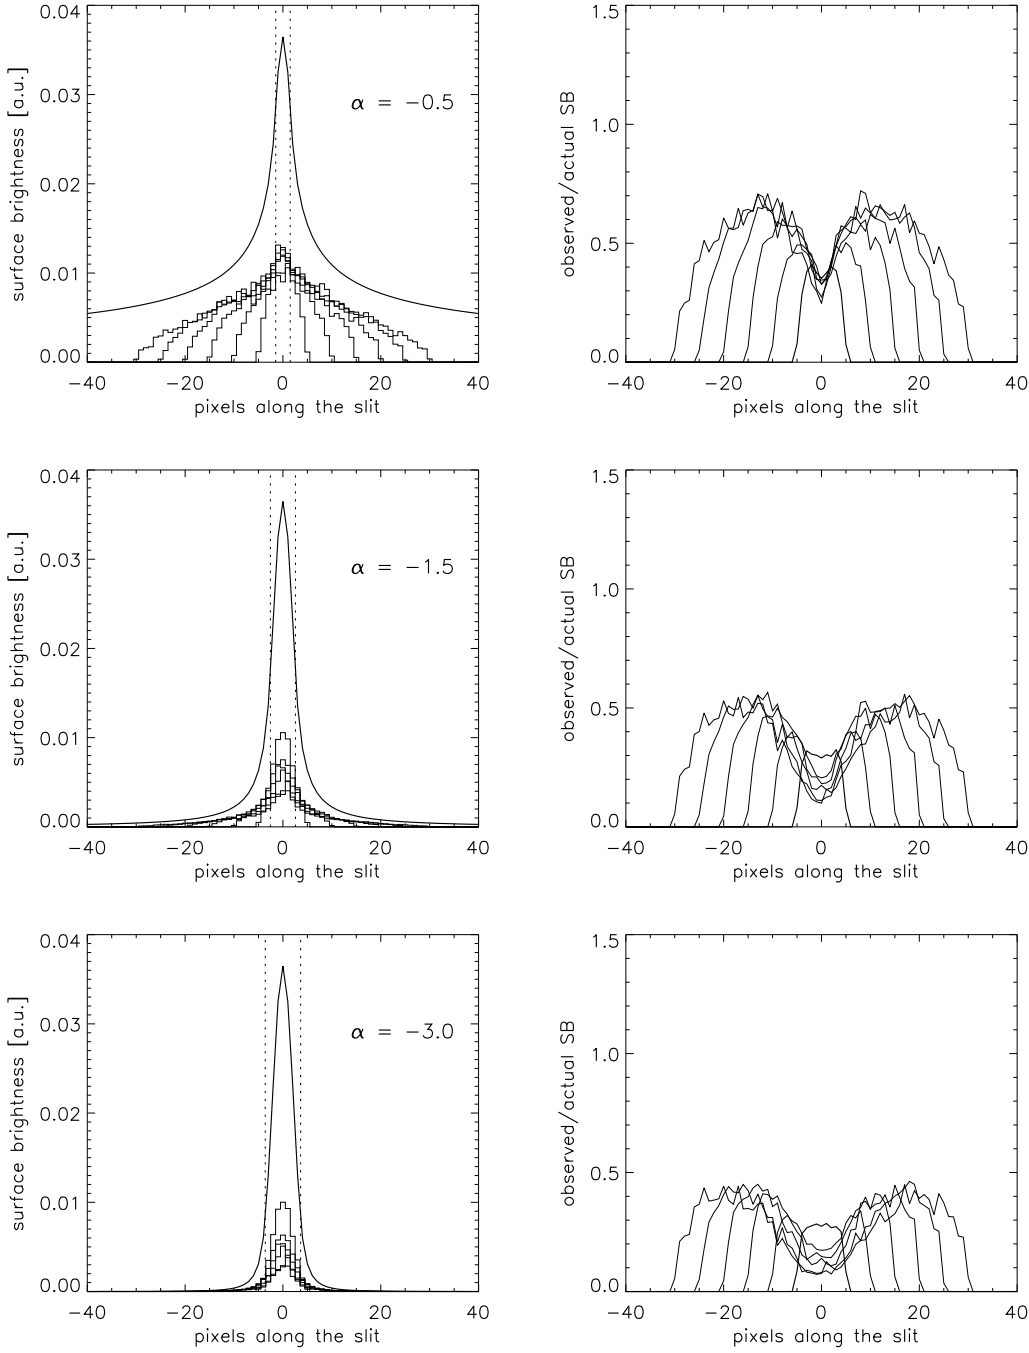 0.04
0.03
0.02
0.01
0.00
surface brightness [a.u.]
α = −0.5
−40 −20 0 20 40
pixels along the slit
1.5
1.0
0.5
0.0
observed/actual SB
−40 −20 0 20 40
pixels along the slit
0.04
0.03
0.02
0.01
0.00
surface brightness [a.u.]
α = −1.5
−40 −20 0 20 40
pixels along the slit
1.5
1.0
0.5
0.0
observed/actual SB
−40 −20 0 20 40
pixels along the slit
0.04
0.03
0.02
0.01
0.00
surface brightness [a.u.]
α = −3.0
−40 −20 0 20 40
pixels along the slit
1.5
1.0
0.5
0.0
observed/actual SB
−40 −20 0 20 40
pixels along the slit